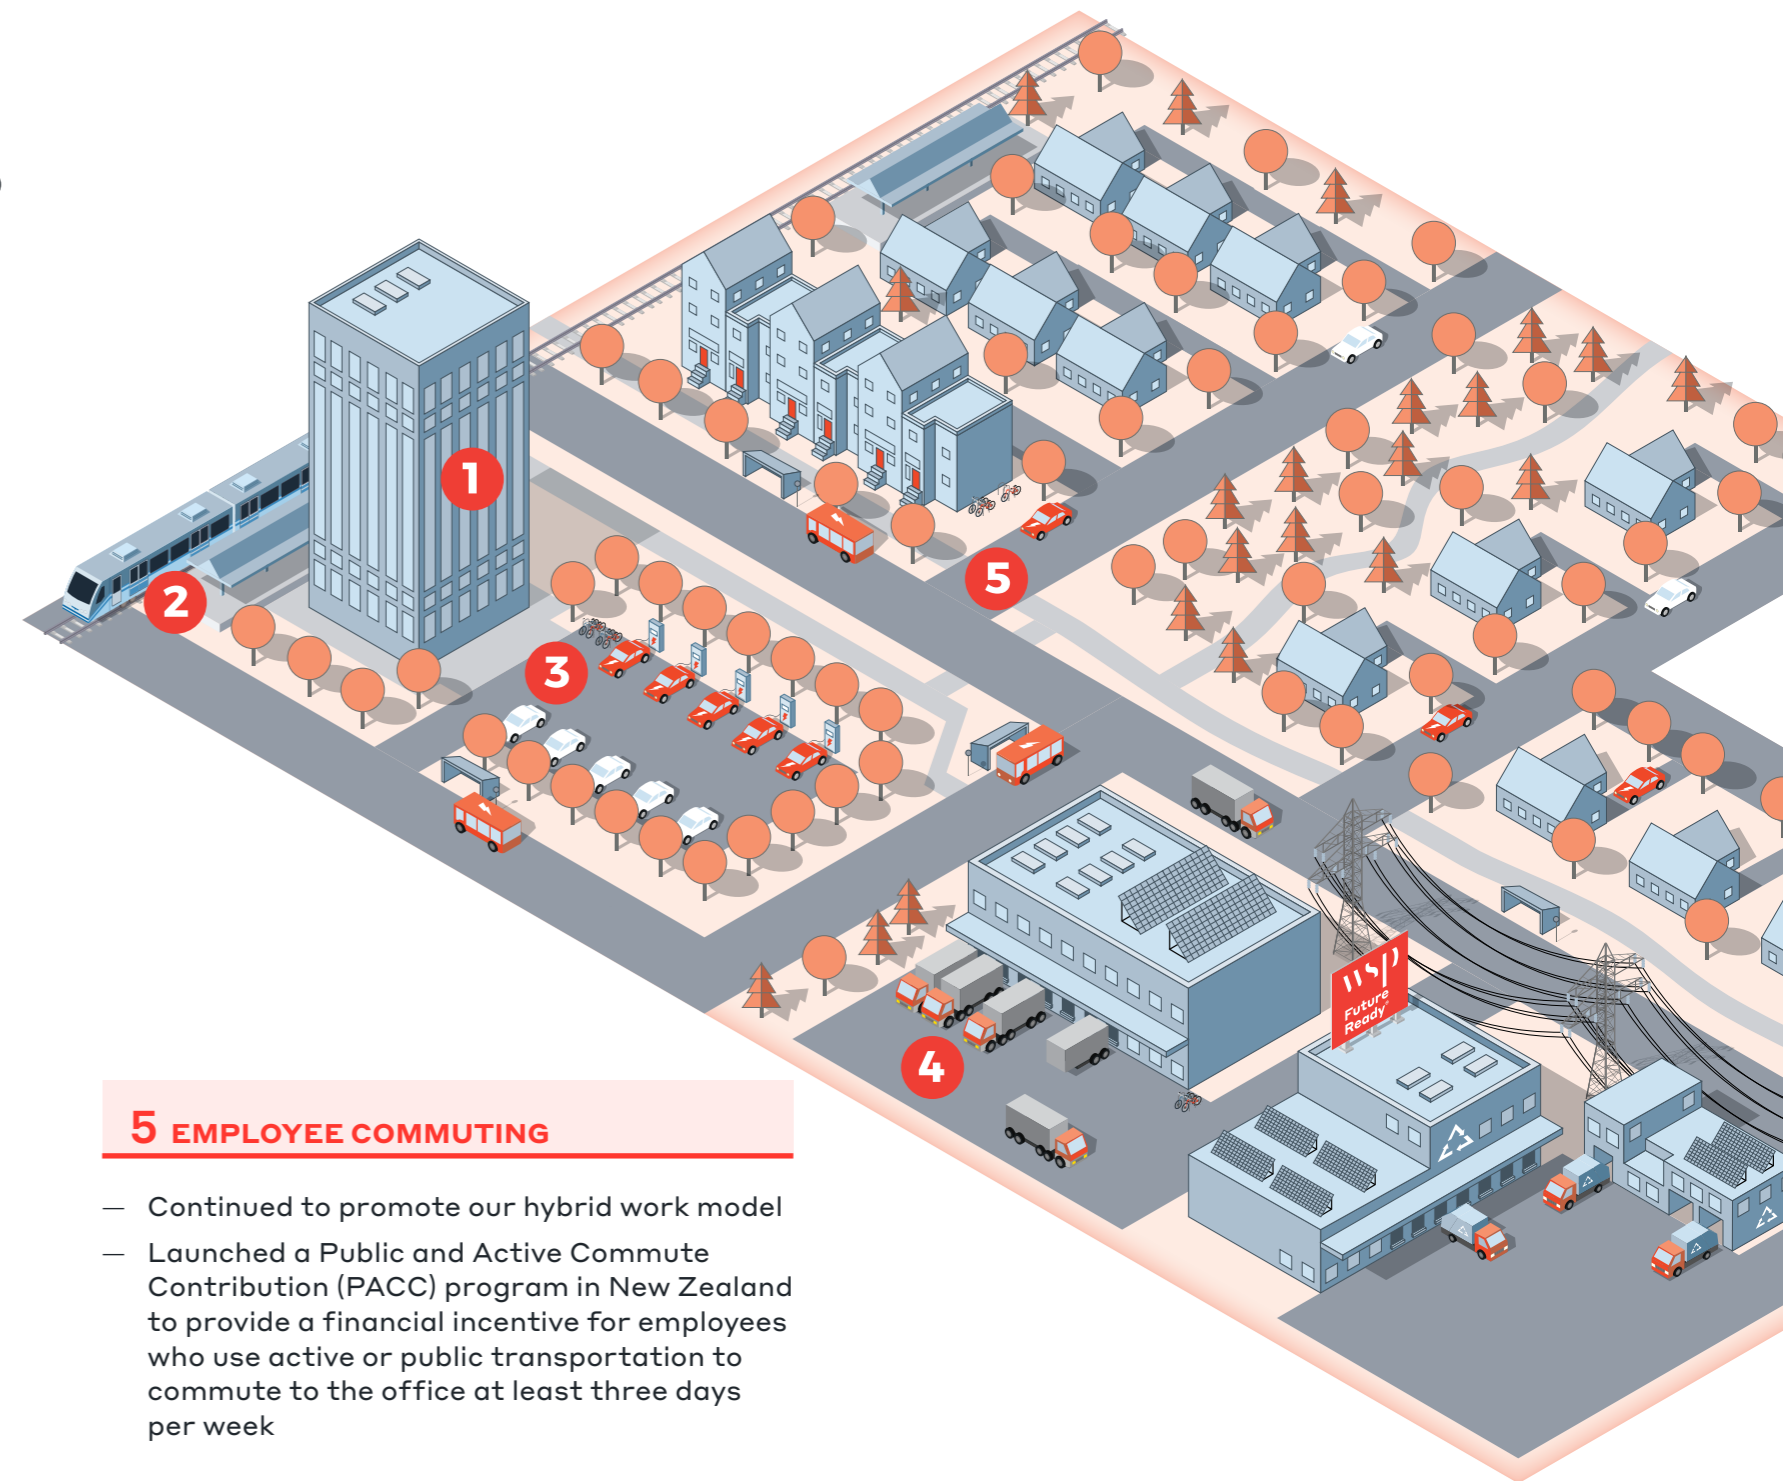 1
2
3
5
4
wsp
Future
Ready®
5 EMPLOYEE COMMUTING
— Continued to promote our hybrid work model
— Launched a Public and Active Commute
Contribution (PACC) program in New Zealand
to provide a financial incentive for employees
who use active or public transportation to
commute to the office at least three days
per week